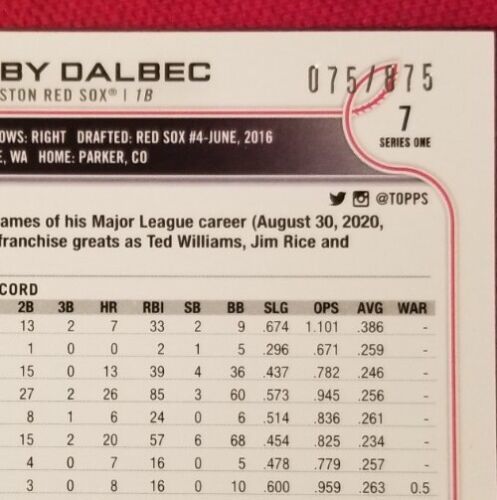 BY DALBEC
075/875
STON RED SOX® | 1B
7
SERIES ONE
OWS: RIGHT DRAFTED: RED SOX #4-JUNE, 2016
E, WA HOME: PARKER, CO
@TOPPS
ames of his Major League career (August 30, 2020,
franchise greats as Ted Williams, Jim Rice and
CORD
2B 3B HR RBI SB BB SLG OPS AVG WAR
13 2 7 33 2 9 .674 1.101 .386 -
1 0 0 2 1 5 .296 .671 .259 -
15 0 13 39 4 36 .437 .782 .246 -
27 2 26 85 3 60 .573 .945 .256 -
8 1 6 24 0 6 .514 .836 .261 -
15 2 20 57 6 68 .454 .825 .234 -
4 0 7 16 0 5 .478 .779 .257 -
3 0 8 16 0 10 .600 .959 .263 0.5